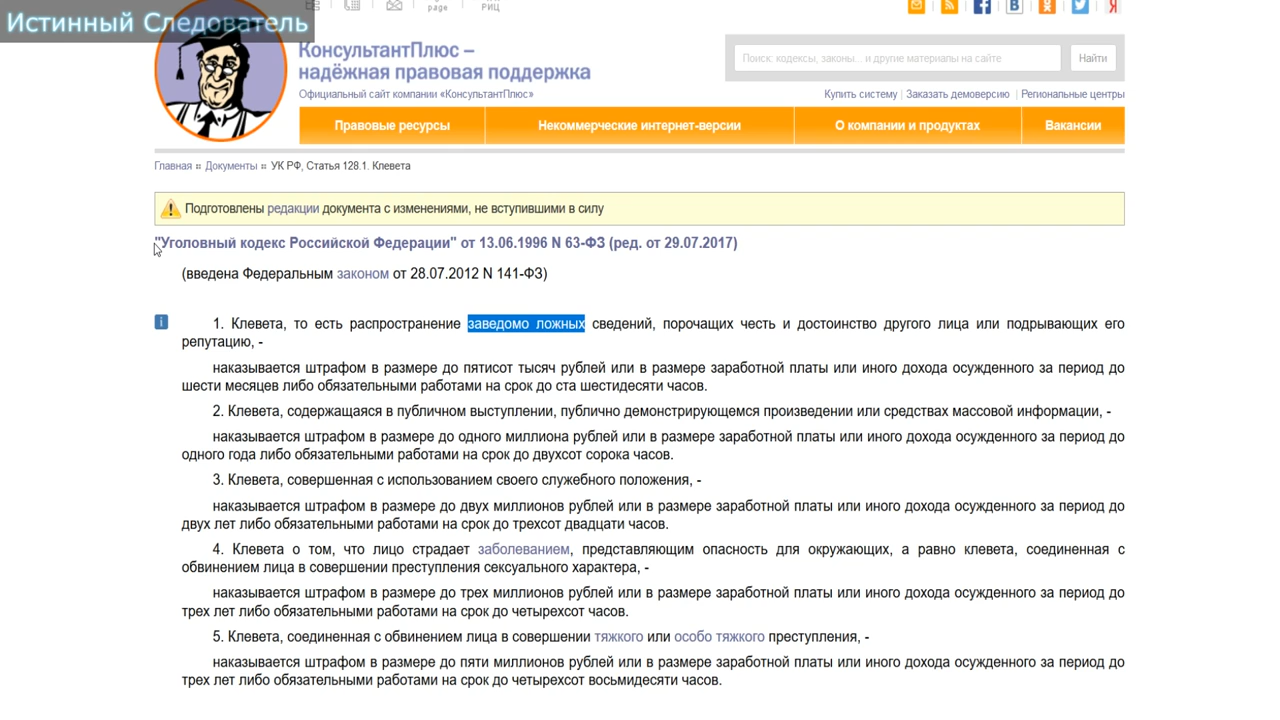 Истинный Следователь
page
РИЦ
КонсультантПлюс –
надёжная правовая поддержка
Официальный сайт компании «КонсультантПлюс»
Поиск: кодексы, законы... и другие материалы на сайте
Найти
Купить систему | Заказать демоверсию | Региональные центры
Правовые ресурсы
Некоммерческие интернет-версии
О компании и продуктах
Вакансии
Главная ¤ Документы ¤ УК РФ, Статья 128.1. Клевета
Подготовлены редакции документа с изменениями, не вступившими в силу
"Уголовный кодекс Российской Федерации" от 13.06.1996 N 63-ФЗ (ред. от 29.07.2017)
(введена Федеральным законом от 28.07.2012 N 141-ФЗ)
1. Клевета, то есть распространение заведомо ложных сведений, порочащих честь и достоинство другого лица или подрывающих его
репутацию, -
наказывается штрафом в размере до пятисот тысяч рублей или в размере заработной платы или иного дохода осужденного за период до
шести месяцев либо обязательными работами на срок до ста шестидесяти часов.
2. Клевета, содержащаяся в публичном выступлении, публично демонстрирующемся произведении или средствах массовой информации, -
наказывается штрафом в размере до одного миллиона рублей или в размере заработной платы или иного дохода осужденного за период до
одного года либо обязательными работами на срок до двухсот сорока часов.
3. Клевета, совершенная с использованием своего служебного положения, -
наказывается штрафом в размере до двух миллионов рублей или в размере заработной платы или иного дохода осужденного за период до
двух лет либо обязательными работами на срок до трехсот двадцати часов.
4. Клевета о том, что лицо страдает заболеванием, представляющим опасность для окружающих, а равно клевета, соединенная с
обвинением лица в совершении преступления сексуального характера, -
наказывается штрафом в размере до трех миллионов рублей или в размере заработной платы или иного дохода осужденного за период до
трех лет либо обязательными работами на срок до четырехсот часов.
5. Клевета, соединенная с обвинением лица в совершении тяжкого или особо тяжкого преступления, -
наказывается штрафом в размере до пяти миллионов рублей или в размере заработной платы или иного дохода осужденного за период до
трех лет либо обязательными работами на срок до четырехсот восьмидесяти часов.